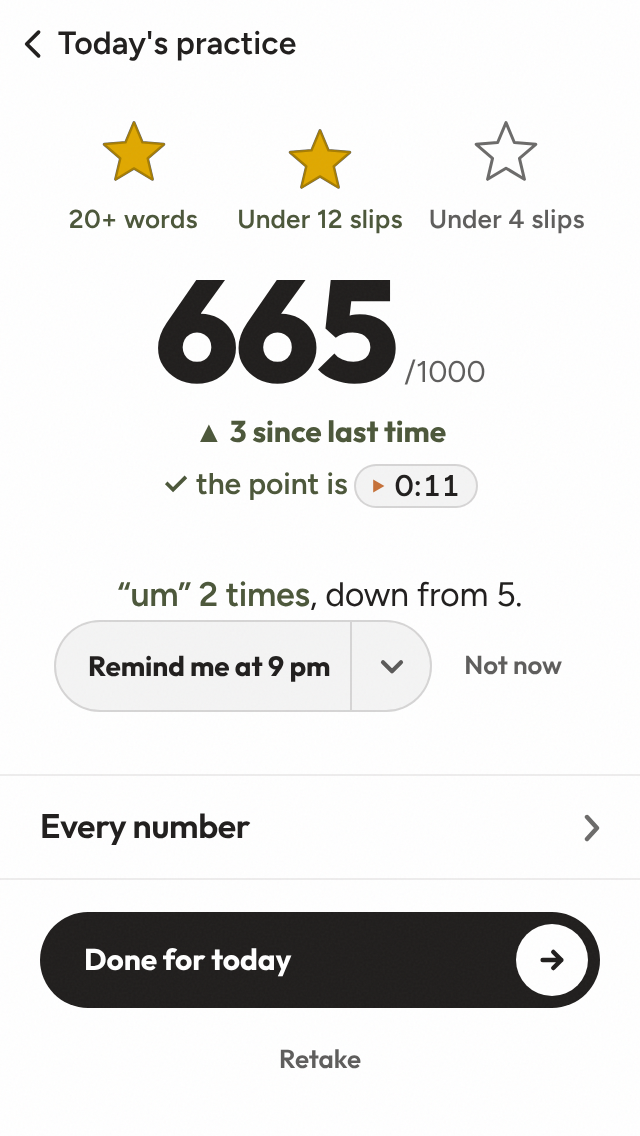 Today's practice
20+ words Under 12 slips Under 4 slips
665 /1000
▲ 3 since last time
✓ the point is ▶ 0:11
“um” 2 times, down from 5.
Remind me at 9 pm Not now
Every number
Done for today
Retake